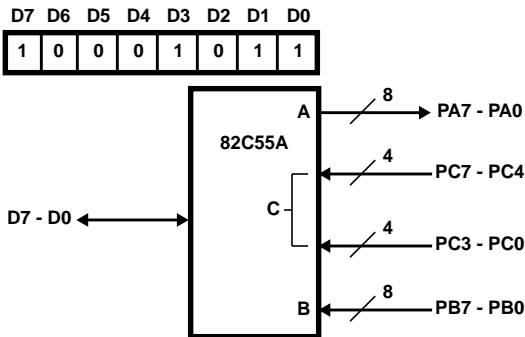 D7 D6 D5 D4 D3 D2 D1 D0
1 0 0 0 1 0 1 1
A 8 PA7 - PA0
82C55A
4 PC7 - PC4
C
D7 - D0
4 PC3 - PC0
B 8 PB7 - PB0